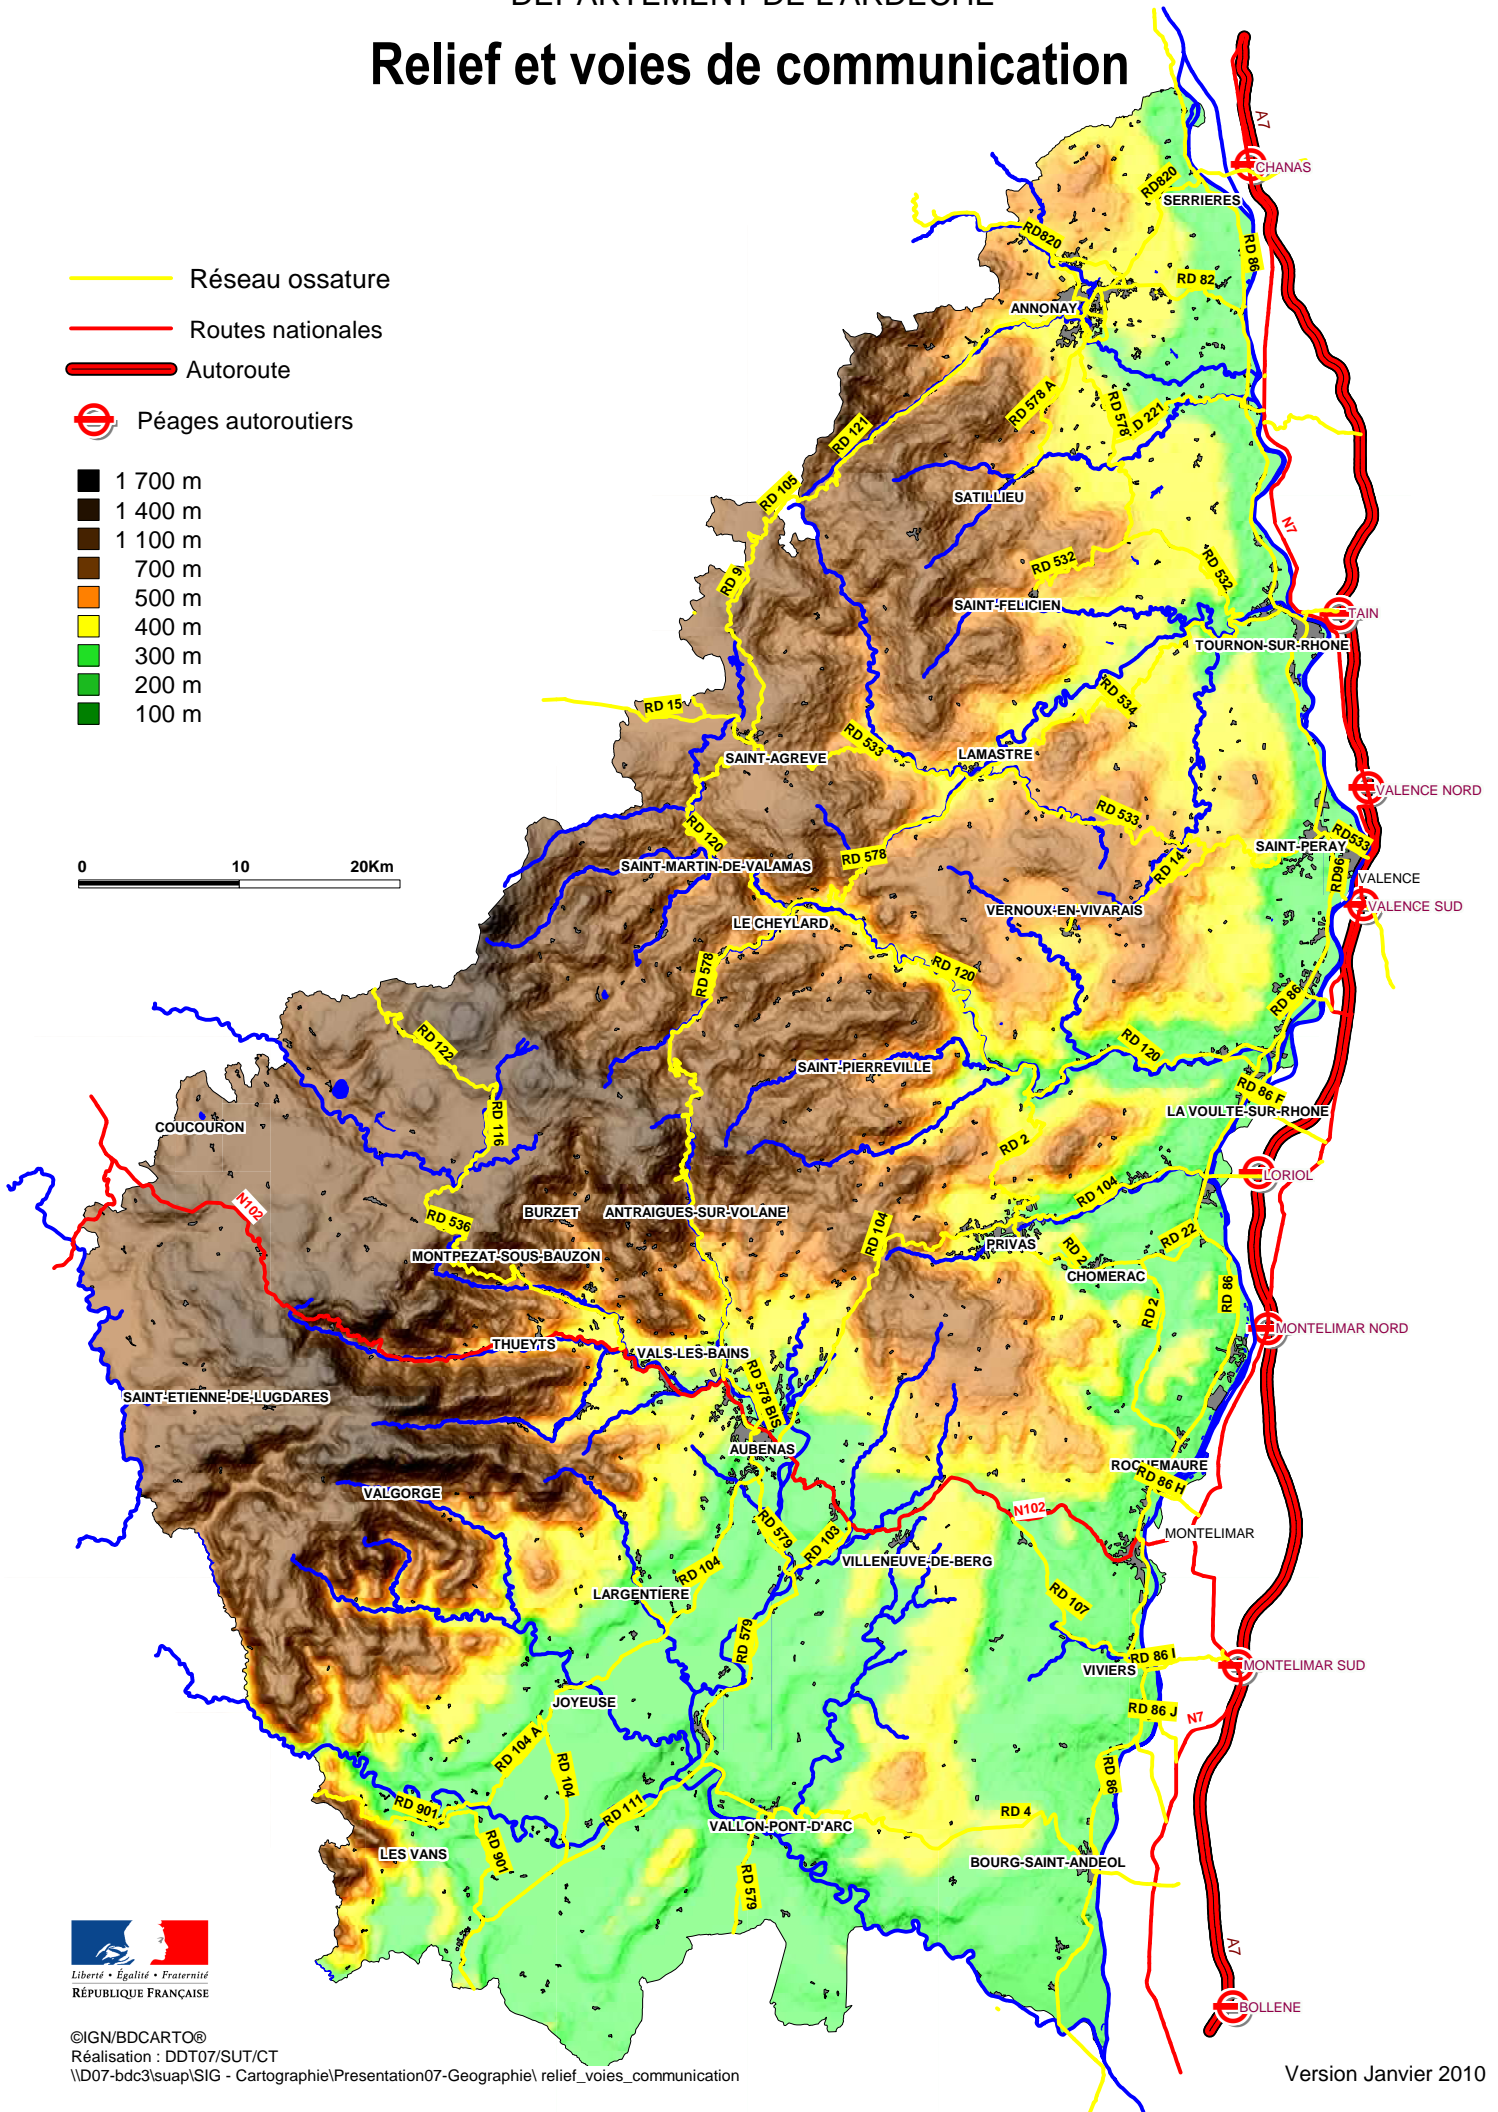 DEPARTEMENT DE L'ARDECHE
Relief et voies de communication
Réseau ossature
Routes nationales
Autoroute
Péages autoroutiers
1 700 m
1 400 m
1 100 m
700 m
500 m
400 m
300 m
200 m
100 m
0 10 20Km
A7
CHANAS
RD820
SERRIERES
RD820
RD 86
RD 82
ANNONAY
RD 578 A
RD 578
D 221
RD 121
RD 105
SATILLIEU
N7
RD 9
RD 532
RD 532
SAINT-FELICIEN
TAIN
TOURNON-SUR-RHONE
RD 15
RD 534
RD 533
SAINT-AGREVE
LAMASTRE
VALENCE NORD
RD 533
RD533
RD 120
SAINT-PERAY
SAINT-MARTIN-DE-VALAMAS
RD 578
RD 14
RD96
VALENCE
VERNOUX-EN-VIVARAIS
VALENCE SUD
LE CHEYLARD
RD 578
RD 120
RD 86
RD 122
RD 120
SAINT-PIERREVILLE
RD 86 F
LA VOULTE-SUR-RHONE
COUCOURON
RD 116
RD 2
LORIOL
RD 104
N102
BURZET
ANTRAIGUES-SUR-VOLANE
RD 536
RD 104
PRIVAS
RD 22
MONTPEZAT-SOUS-BAUZON
RD 2
CHOMERAC
RD 86
RD 2
MONTELIMAR NORD
THUEYTS
VALS-LES-BAINS
RD 578 BIS
SAINT-ETIENNE-DE-LUGDARES
AUBENAS
ROCHEMAURE
RD 86 H
VALGORGE
N102
RD 579
RD 103
MONTELIMAR
VILLENEUVE-DE-BERG
RD 104
LARGENTIERE
RD 107
RD 579
RD 86 I
VIVIERS
MONTELIMAR SUD
JOYEUSE
RD 86 J
N7
RD 104 A
RD 104
RD 86
RD 901
RD 111
RD 4
VALLON-PONT-D'ARC
LES VANS
RD 901
BOURG-SAINT-ANDEOL
RD 579
A7
BOLLENE
Liberté • Égalité • Fraternité
RÉPUBLIQUE FRANÇAISE
©IGN/BDCARTO®
Réalisation : DDT07/SUT/CT
\\D07-bdc3\suap\SIG - Cartographie\Presentation07-Geographie\ relief_voies_communication
Version Janvier 2010